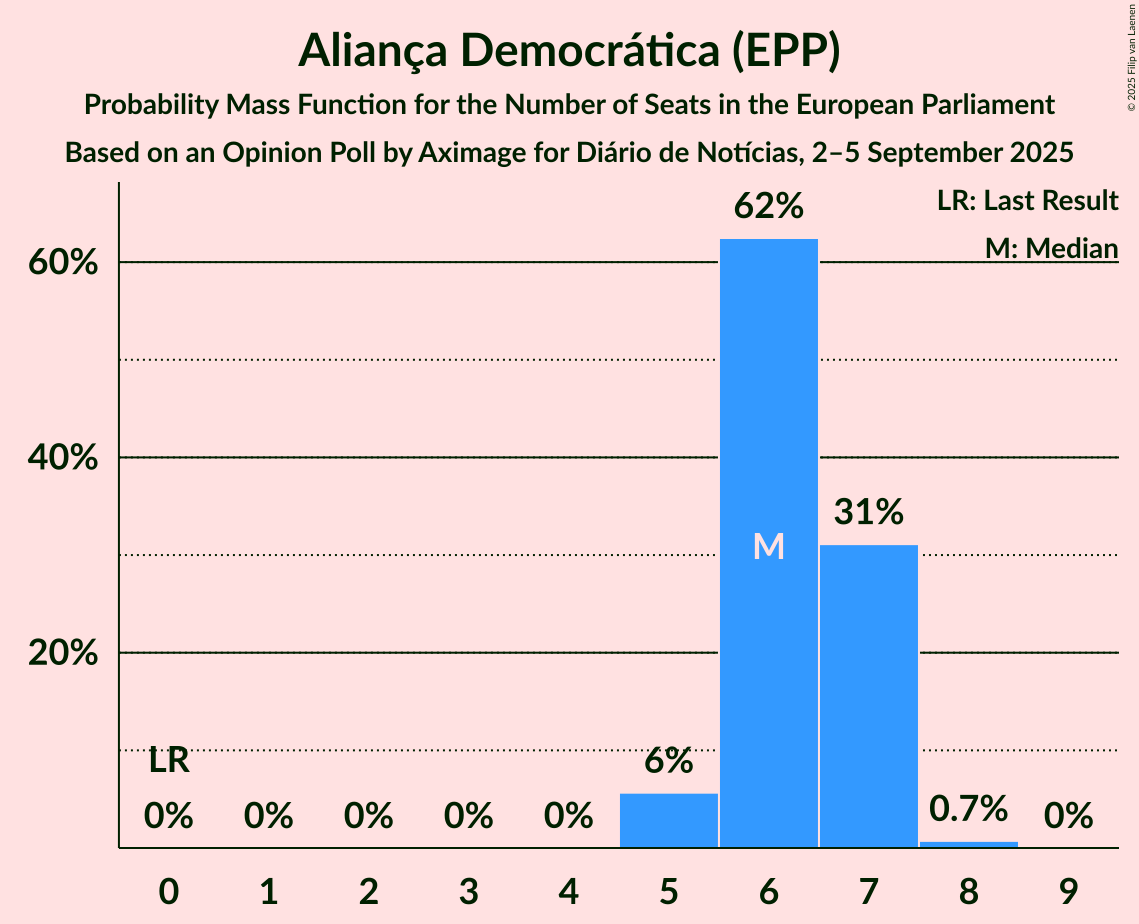 Aliança Democrática (EPP)
Probability Mass Function for the Number of Seats in the European Parliament
Based on an Opinion Poll by Aximage for Diário de Notícias, 2–5 September 2025
© 2025 Filip van Laenen
LR: Last Result
M: Median
62%
60%
40%
31%
M
20%
LR
6%
0% 0% 0% 0% 0% 0.7% 0%
0 1 2 3 4 5 6 7 8 9